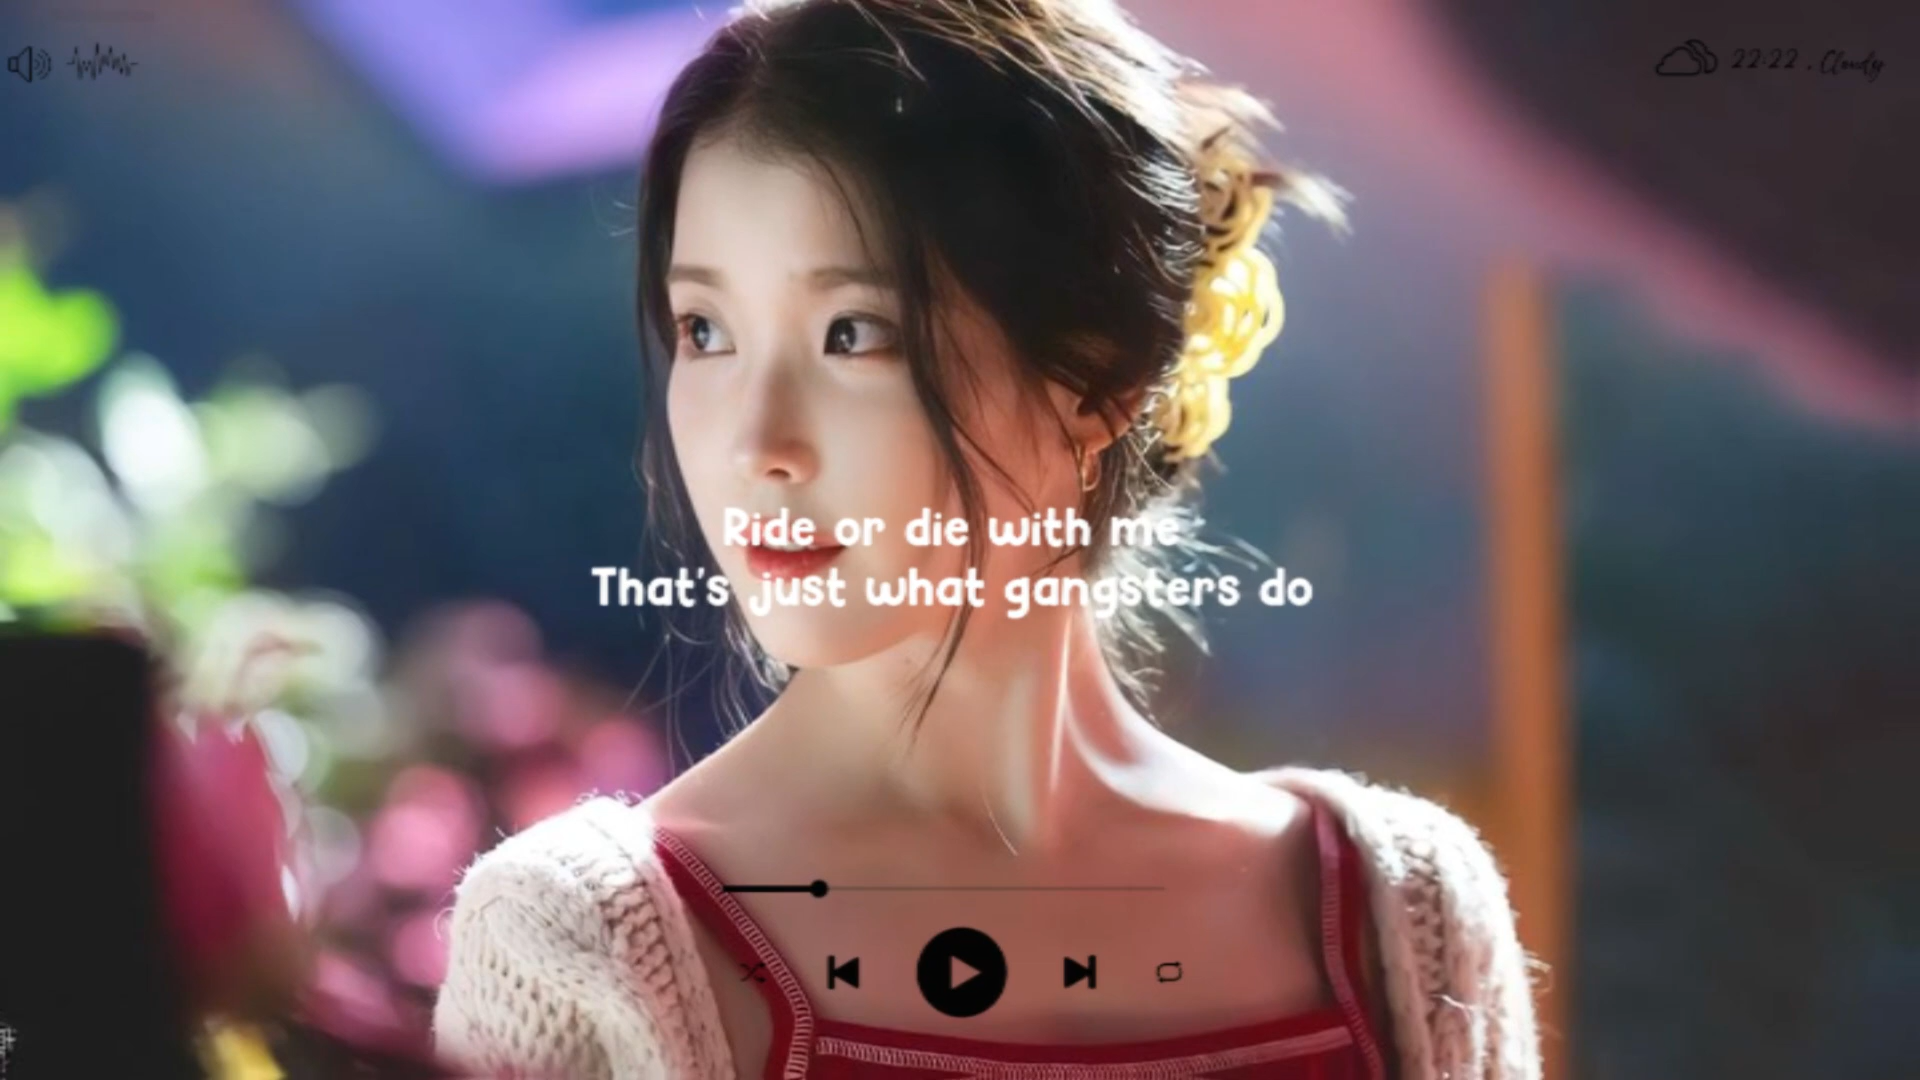 22:22 . Cloudy
Ride or die with me
That's just what gangsters do